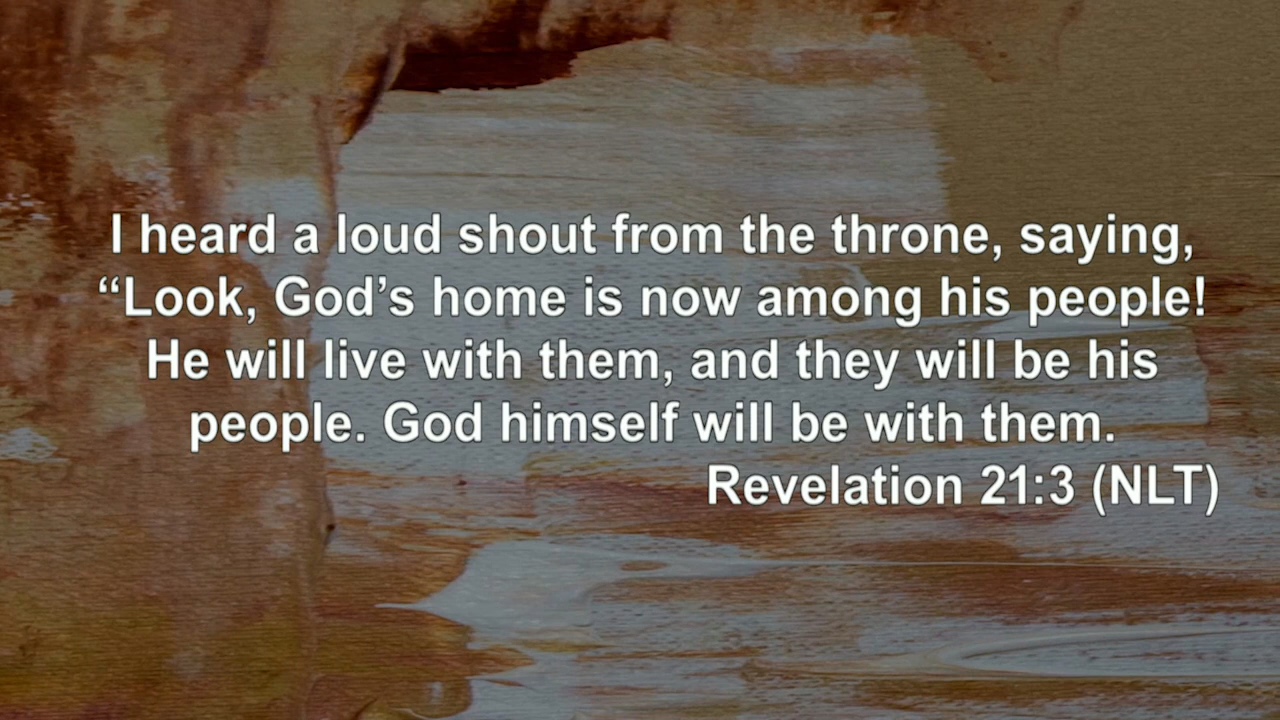 I heard a loud shout from the throne, saying,
“Look, God’s home is now among his people!
He will live with them, and they will be his
people. God himself will be with them.
Revelation 21:3 (NLT)